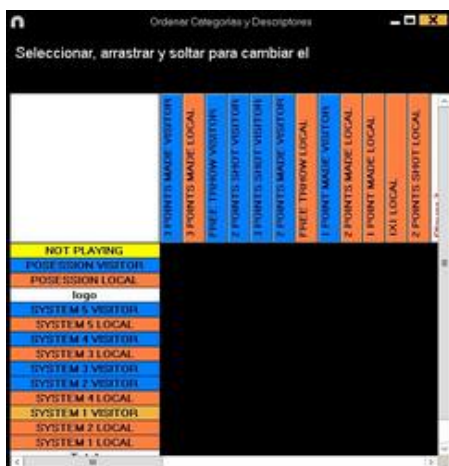 Ordenar Categorias y Descriptores
Seleccionar, arrastrar y soltar para cambiar el
3 POINTS MADE VISITOR
3 POINTS MADE LOCAL
FREE TRHOW VISITOR
2 POINTS SHOT VISITOR
3 POINTS SHOT VISITOR
2 POINTS MADE VISITOR
FREE TRHOW LOCAL
1 POINT MADE VISITOR
2 POINTS MADE LOCAL
1 POINT MADE LOCAL
1X1 LOCAL
2 POINTS SHOT LOCAL
NOT PLAYING
POSESSION VISITOR
POSESSION LOCAL
logo
SYSTEM 5 VISITOR
SYSTEM 5 LOCAL
SYSTEM 4 VISITOR
SYSTEM 3 LOCAL
SYSTEM 3 VISITOR
SYSTEM 2 VISITOR
SYSTEM 4 LOCAL
SYSTEM 1 VISITOR
SYSTEM 2 LOCAL
SYSTEM 1 LOCAL